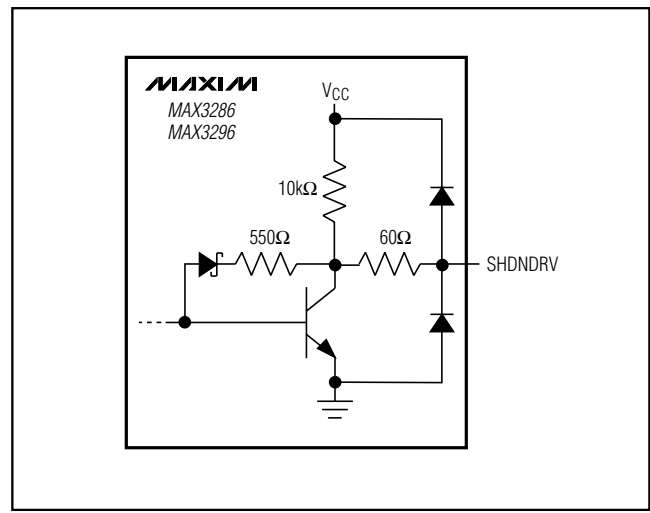 MAXIM
MAX3286
MAX3296
VCC
10kΩ
550Ω
60Ω
SHDNDRV